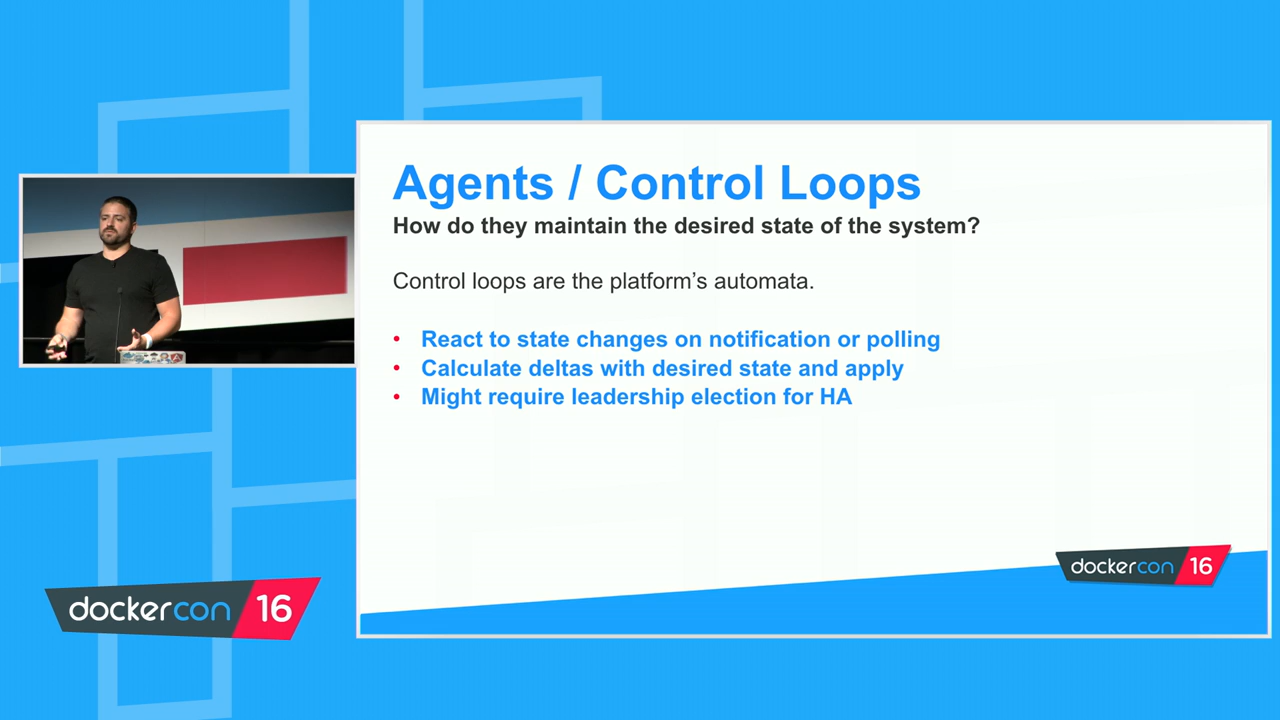 Agents / Control Loops
How do they maintain the desired state of the system?
Control loops are the platform’s automata.
• React to state changes on notification or polling
• Calculate deltas with desired state and apply
• Might require leadership election for HA
dockercon 16
dockercon 16